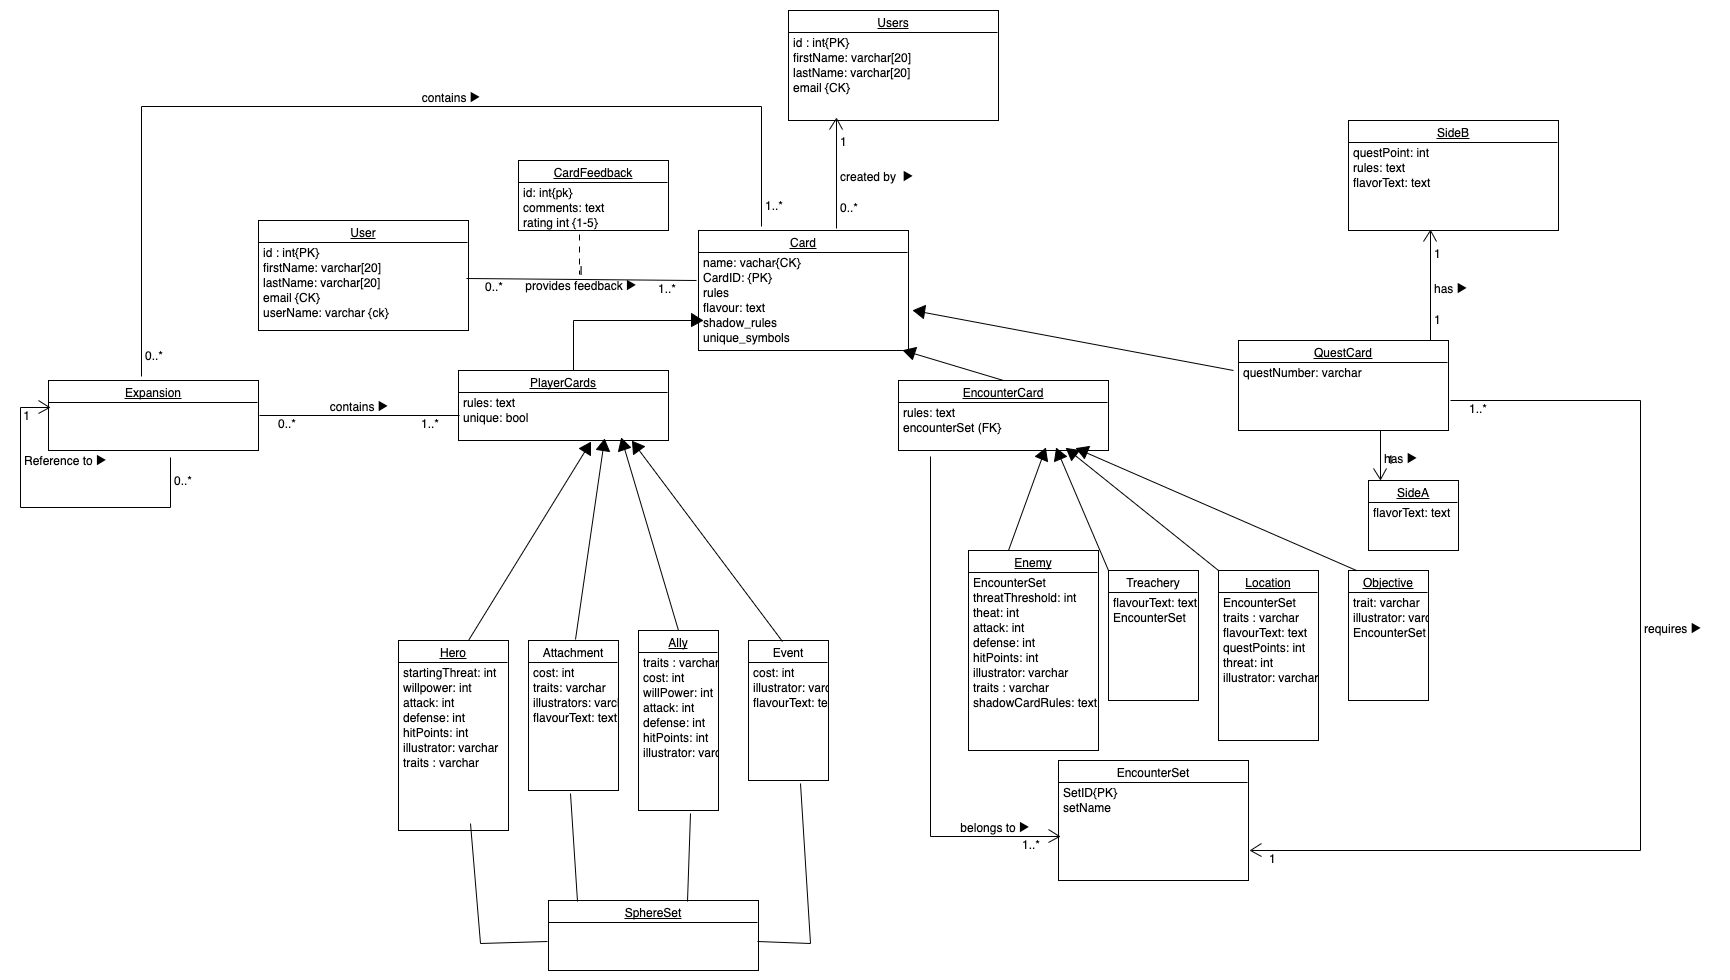 Users
id : int{PK}
firstName: varchar[20]
lastName: varchar[20]
email {CK}
contains ▶
1
created by ▶
0..*
1..*
CardFeedback
id: int{pk}
comments: text
rating int {1-5}
User
id : int{PK}
firstName: varchar[20]
lastName: varchar[20]
email {CK}
userName: varchar {ck}
0..*
provides feedback ▶
1..*
Card
name: vachar{CK}
CardID: {PK}
rules
flavour: text
shadow_rules
unique_symbols
SideB
questPoint: int
rules: text
flavorText: text
1
has ▶
1
QuestCard
questNumber: varchar
1..*
has ▶
SideA
flavorText: text
requires ▶
1
0..*
Expansion
1
Reference to ▶
0..*
contains ▶
0..*
1..*
PlayerCards
rules: text
unique: bool
EncounterCard
rules: text
encounterSet (FK}
Hero
startingThreat: int
willpower: int
attack: int
defense: int
hitPoints: int
illustrator: varchar
traits : varchar
Attachment
cost: int
traits: varchar
illustrators: varcl
flavourText: text
Ally
traits : varchar
cost: int
willPower: int
attack: int
defense: int
hitPoints: int
illustrator: varc
Event
cost: int
illustrator: varc
flavourText: te
Enemy
EncounterSet
threatThreshold: int
theat: int
attack: int
defense: int
hitPoints: int
illustrator: varchar
traits : varchar
shadowCardRules: text
Treachery
flavourText: text
EncounterSet
Location
EncounterSet
traits : varchar
flavourText: text
questPoints: int
threat: int
illustrator: varchar
Objective
trait: varchar
illustrator: varc
EncounterSet
belongs to ▶
1..*
EncounterSet
SetID{PK}
setName
SphereSet